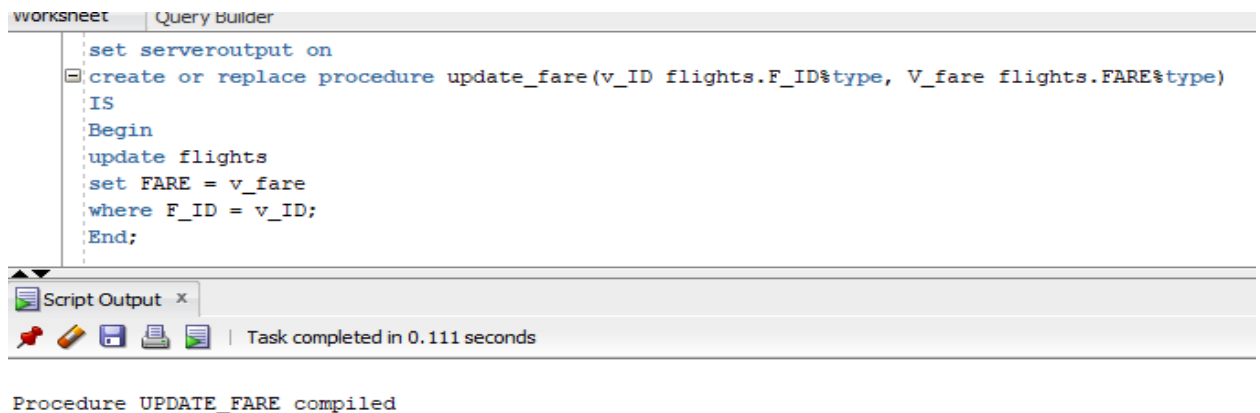 Worksheet Query Builder
set serveroutput on
create or replace procedure update_fare(v_ID flights.F_ID%type, V_fare flights.FARE%type)
IS
Begin
update flights
set FARE = v_fare
where F_ID = v_ID;
End;
Script Output x
Task completed in 0.111 seconds
Procedure UPDATE_FARE compiled